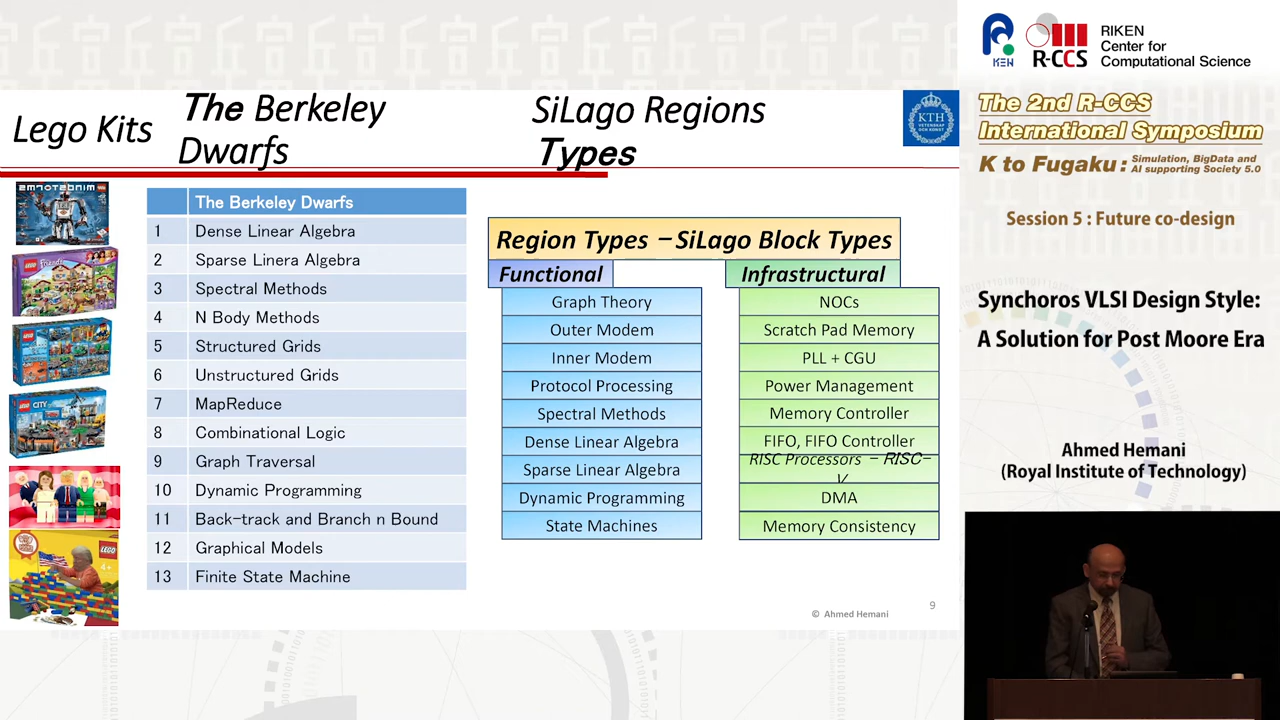 Lego Kits
The Berkeley
Dwarfs
SiLago Regions
Types
KTH
VETENSKAP
OCH KONST
The Berkeley Dwarfs
1 Dense Linear Algebra
2 Sparse Linera Algebra
3 Spectral Methods
4 N Body Methods
5 Structured Grids
6 Unstructured Grids
7 MapReduce
8 Combinational Logic
9 Graph Traversal
10 Dynamic Programming
11 Back-track and Branch n Bound
12 Graphical Models
13 Finite State Machine
Region Types – SiLago Block Types
Functional
Graph Theory
Outer Modem
Inner Modem
Protocol Processing
Spectral Methods
Dense Linear Algebra
Sparse Linear Algebra
Dynamic Programming
State Machines
Infrastructural
NOCs
Scratch Pad Memory
PLL + CGU
Power Management
Memory Controller
FIFO, FIFO Controller
RISC Processors – RISC-
V
DMA
Memory Consistency
© Ahmed Hemani
9
RIKEN
R-CCS
RIKEN
Center for
Computational Science
The 2nd R-CCS
International Symposium
K to Fugaku : Simulation, BigData and
AI supporting Society 5.0
Session 5 : Future co-design
Synchoros VLSI Design Style:
A Solution for Post Moore Era
Ahmed Hemani
(Royal Institute of Technology)